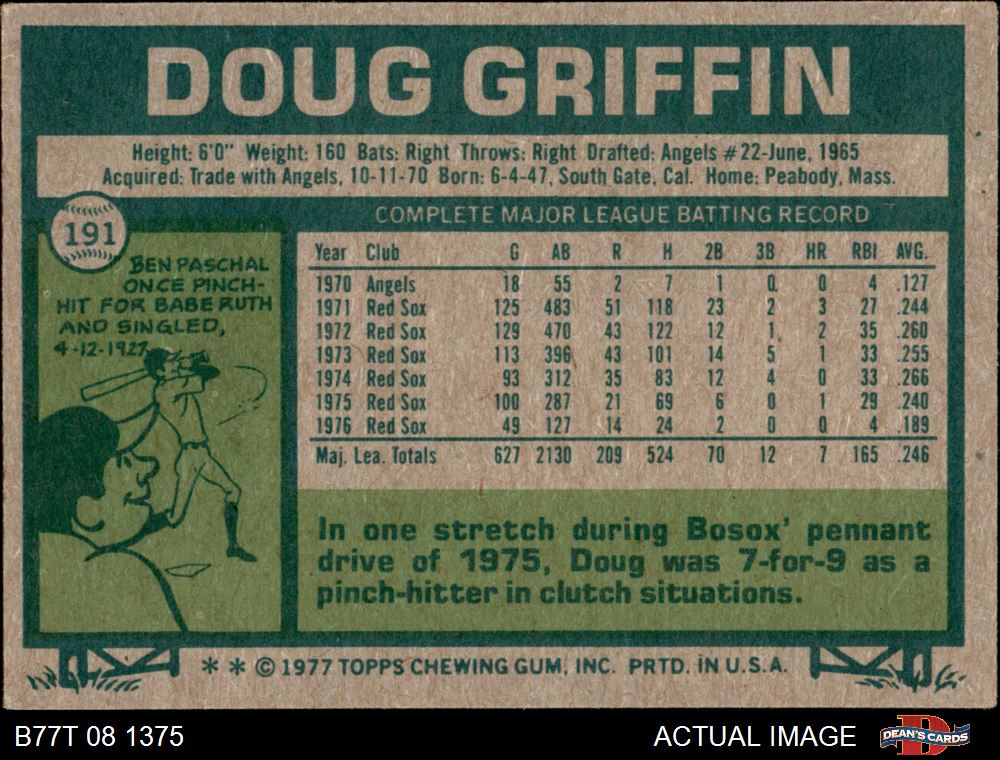 DOUG GRIFFIN
Height: 6'0" Weight: 160 Bats: Right Throws: Right Drafted: Angels #22-June, 1965
Acquired: Trade with Angels, 10-11-70 Born: 6-4-47, South Gate, Cal. Home: Peabody, Mass.
191
BEN PASCHAL
ONCE PINCH-
HIT FOR BABE RUTH
AND SINGLED,
4-12-1927
COMPLETE MAJOR LEAGUE BATTING RECORD
Year Club G AB R H 2B 3B HR RBI AVG.
1970 Angels 18 55 2 7 1 0 0 4 .127
1971 Red Sox 125 483 51 118 23 2 3 27 .244
1972 Red Sox 129 470 43 122 12 1 2 35 .260
1973 Red Sox 113 396 43 101 14 5 1 33 .255
1974 Red Sox 93 312 35 83 12 4 0 33 .266
1975 Red Sox 100 287 21 69 6 0 1 29 .240
1976 Red Sox 49 127 14 24 2 0 0 4 .189
Maj. Lea. Totals 627 2130 209 524 70 12 7 165 .246
In one stretch during Bosox' pennant
drive of 1975, Doug was 7-for-9 as a
pinch-hitter in clutch situations.
* * © 1977 TOPPS CHEWING GUM, INC. PRTD. IN U.S.A.
B77T 08 1375 ACTUAL IMAGE D DEAN'S CARDS